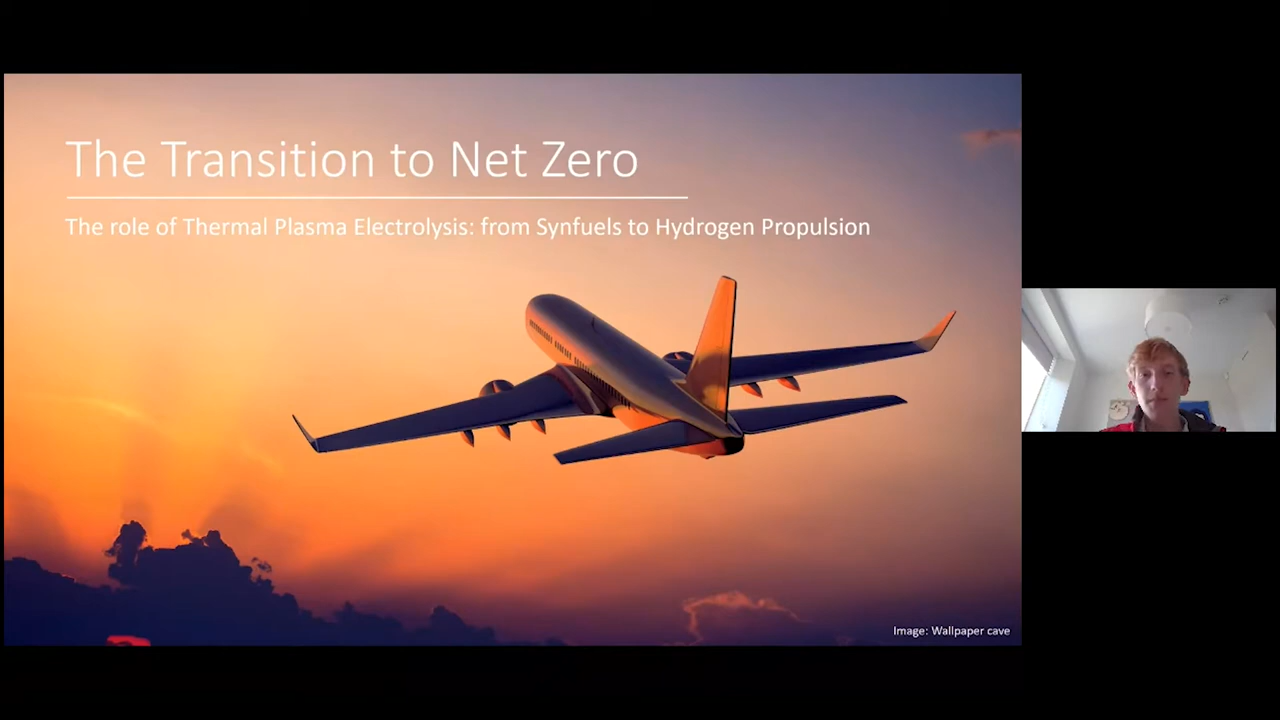 The Transition to Net Zero
The role of Thermal Plasma Electrolysis: from Synfuels to Hydrogen Propulsion
Image: Wallpaper cave